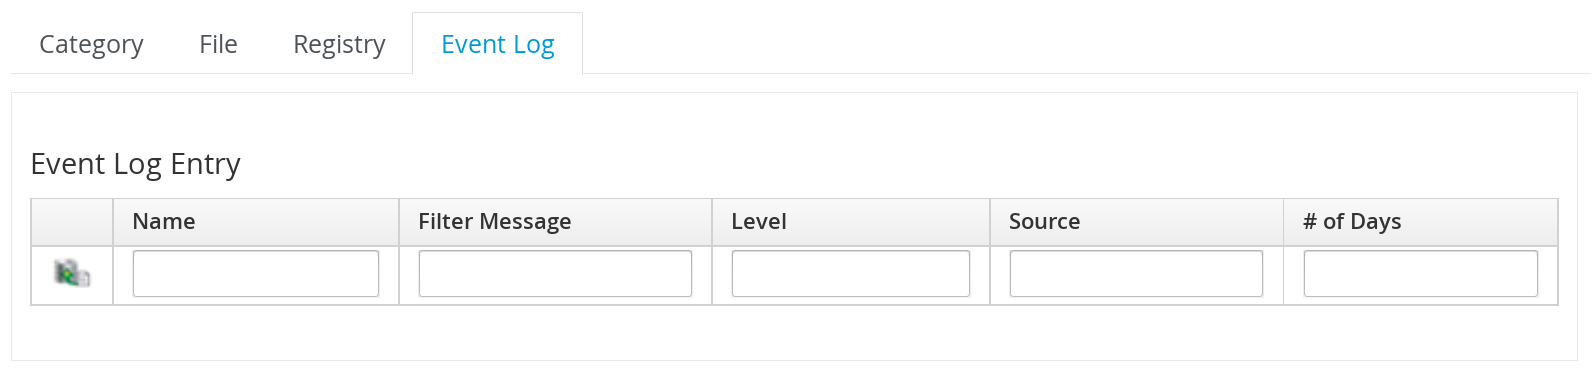 Category File Registry Event Log
Event Log Entry
Name Filter Message Level Source # of Days